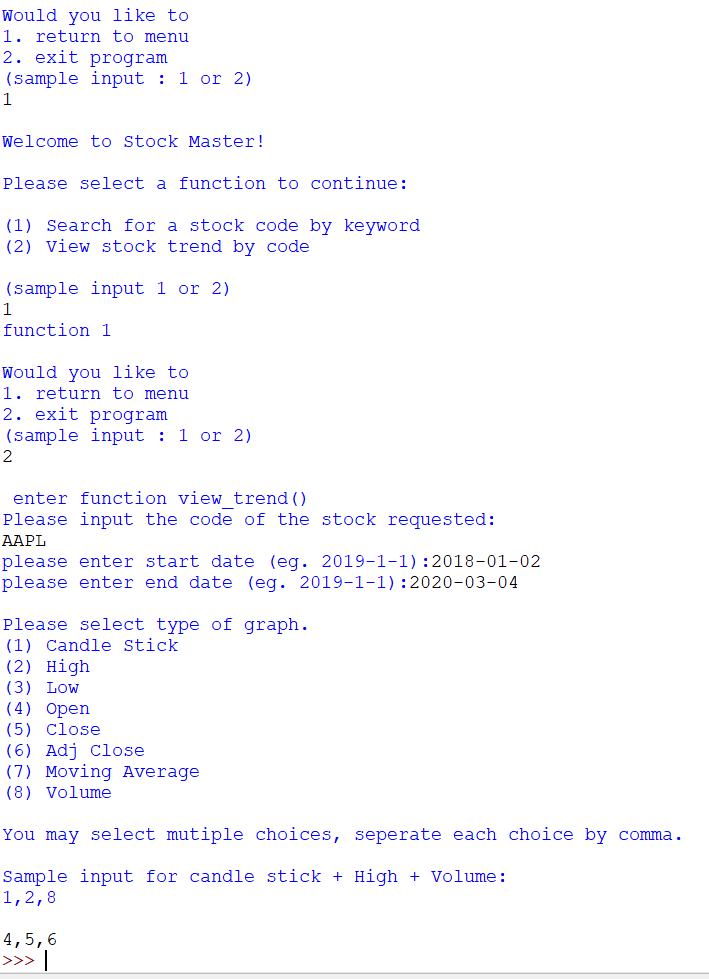 Would you like to
1. return to menu
2. exit program
(sample input : 1 or 2)
1
Welcome to Stock Master!
Please select a function to continue:
(1) Search for a stock code by keyword
(2) View stock trend by code
(sample input 1 or 2)
1
function 1
Would you like to
1. return to menu
2. exit program
(sample input : 1 or 2)
2
enter function view_trend()
Please input the code of the stock requested:
AAPL
please enter start date (eg. 2019-1-1):2018-01-02
please enter end date (eg. 2019-1-1):2020-03-04
Please select type of graph.
(1) Candle Stick
(2) High
(3) Low
(4) Open
(5) Close
(6) Adj Close
(7) Moving Average
(8) Volume
You may select mutiple choices, seperate each choice by comma.
Sample input for candle stick + High + Volume:
1,2,8
4,5,6
>>>